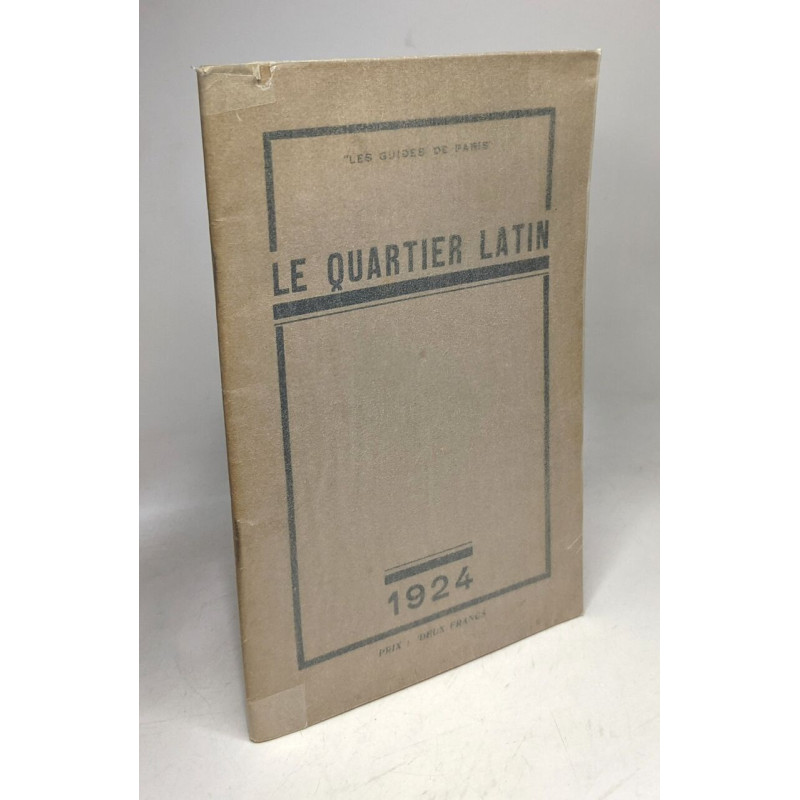 "LES GUIDES DE PARIS"
LE QUARTIER LATIN
1924
PRIX : DEUX FRANCS